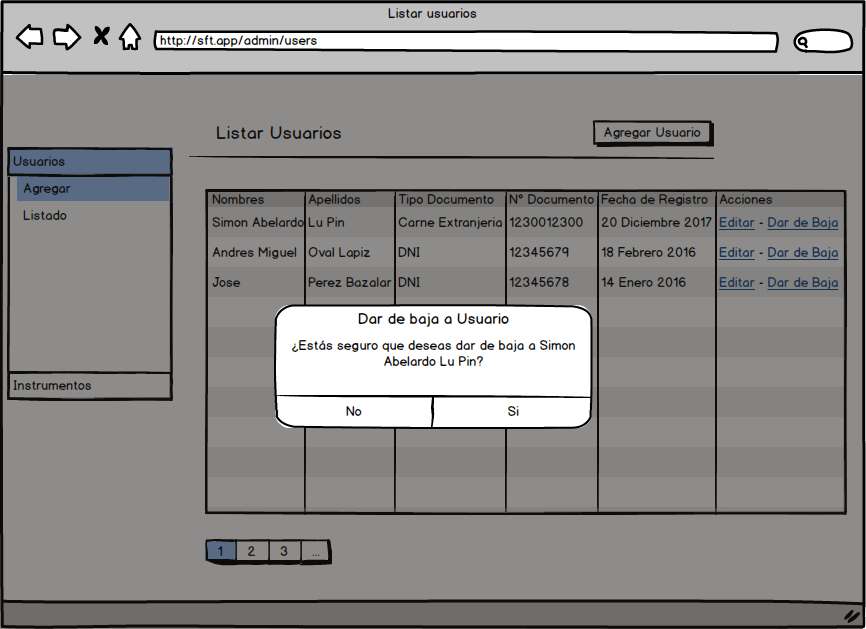 Listar usuarios
http://sft.app/admin/users
Listar Usuarios
Agregar Usuario
Usuarios
Agregar
Listado
Instrumentos
Nombres Apellidos Tipo Documento N° Documento Fecha de Registro Acciones
Simon Abelardo Lu Pin Carne Extranjeria 1230012300 20 Diciembre 2017 Editar - Dar de Baja
Andres Miguel Oval Lapiz DNI 12345679 18 Febrero 2016 Editar - Dar de Baja
Jose Perez Bazalar DNI 12345678 14 Enero 2016 Editar - Dar de Baja
Dar de baja a Usuario
¿Estás seguro que deseas dar de baja a Simon
Abelardo Lu Pin?
No Si
1 2 3 ...